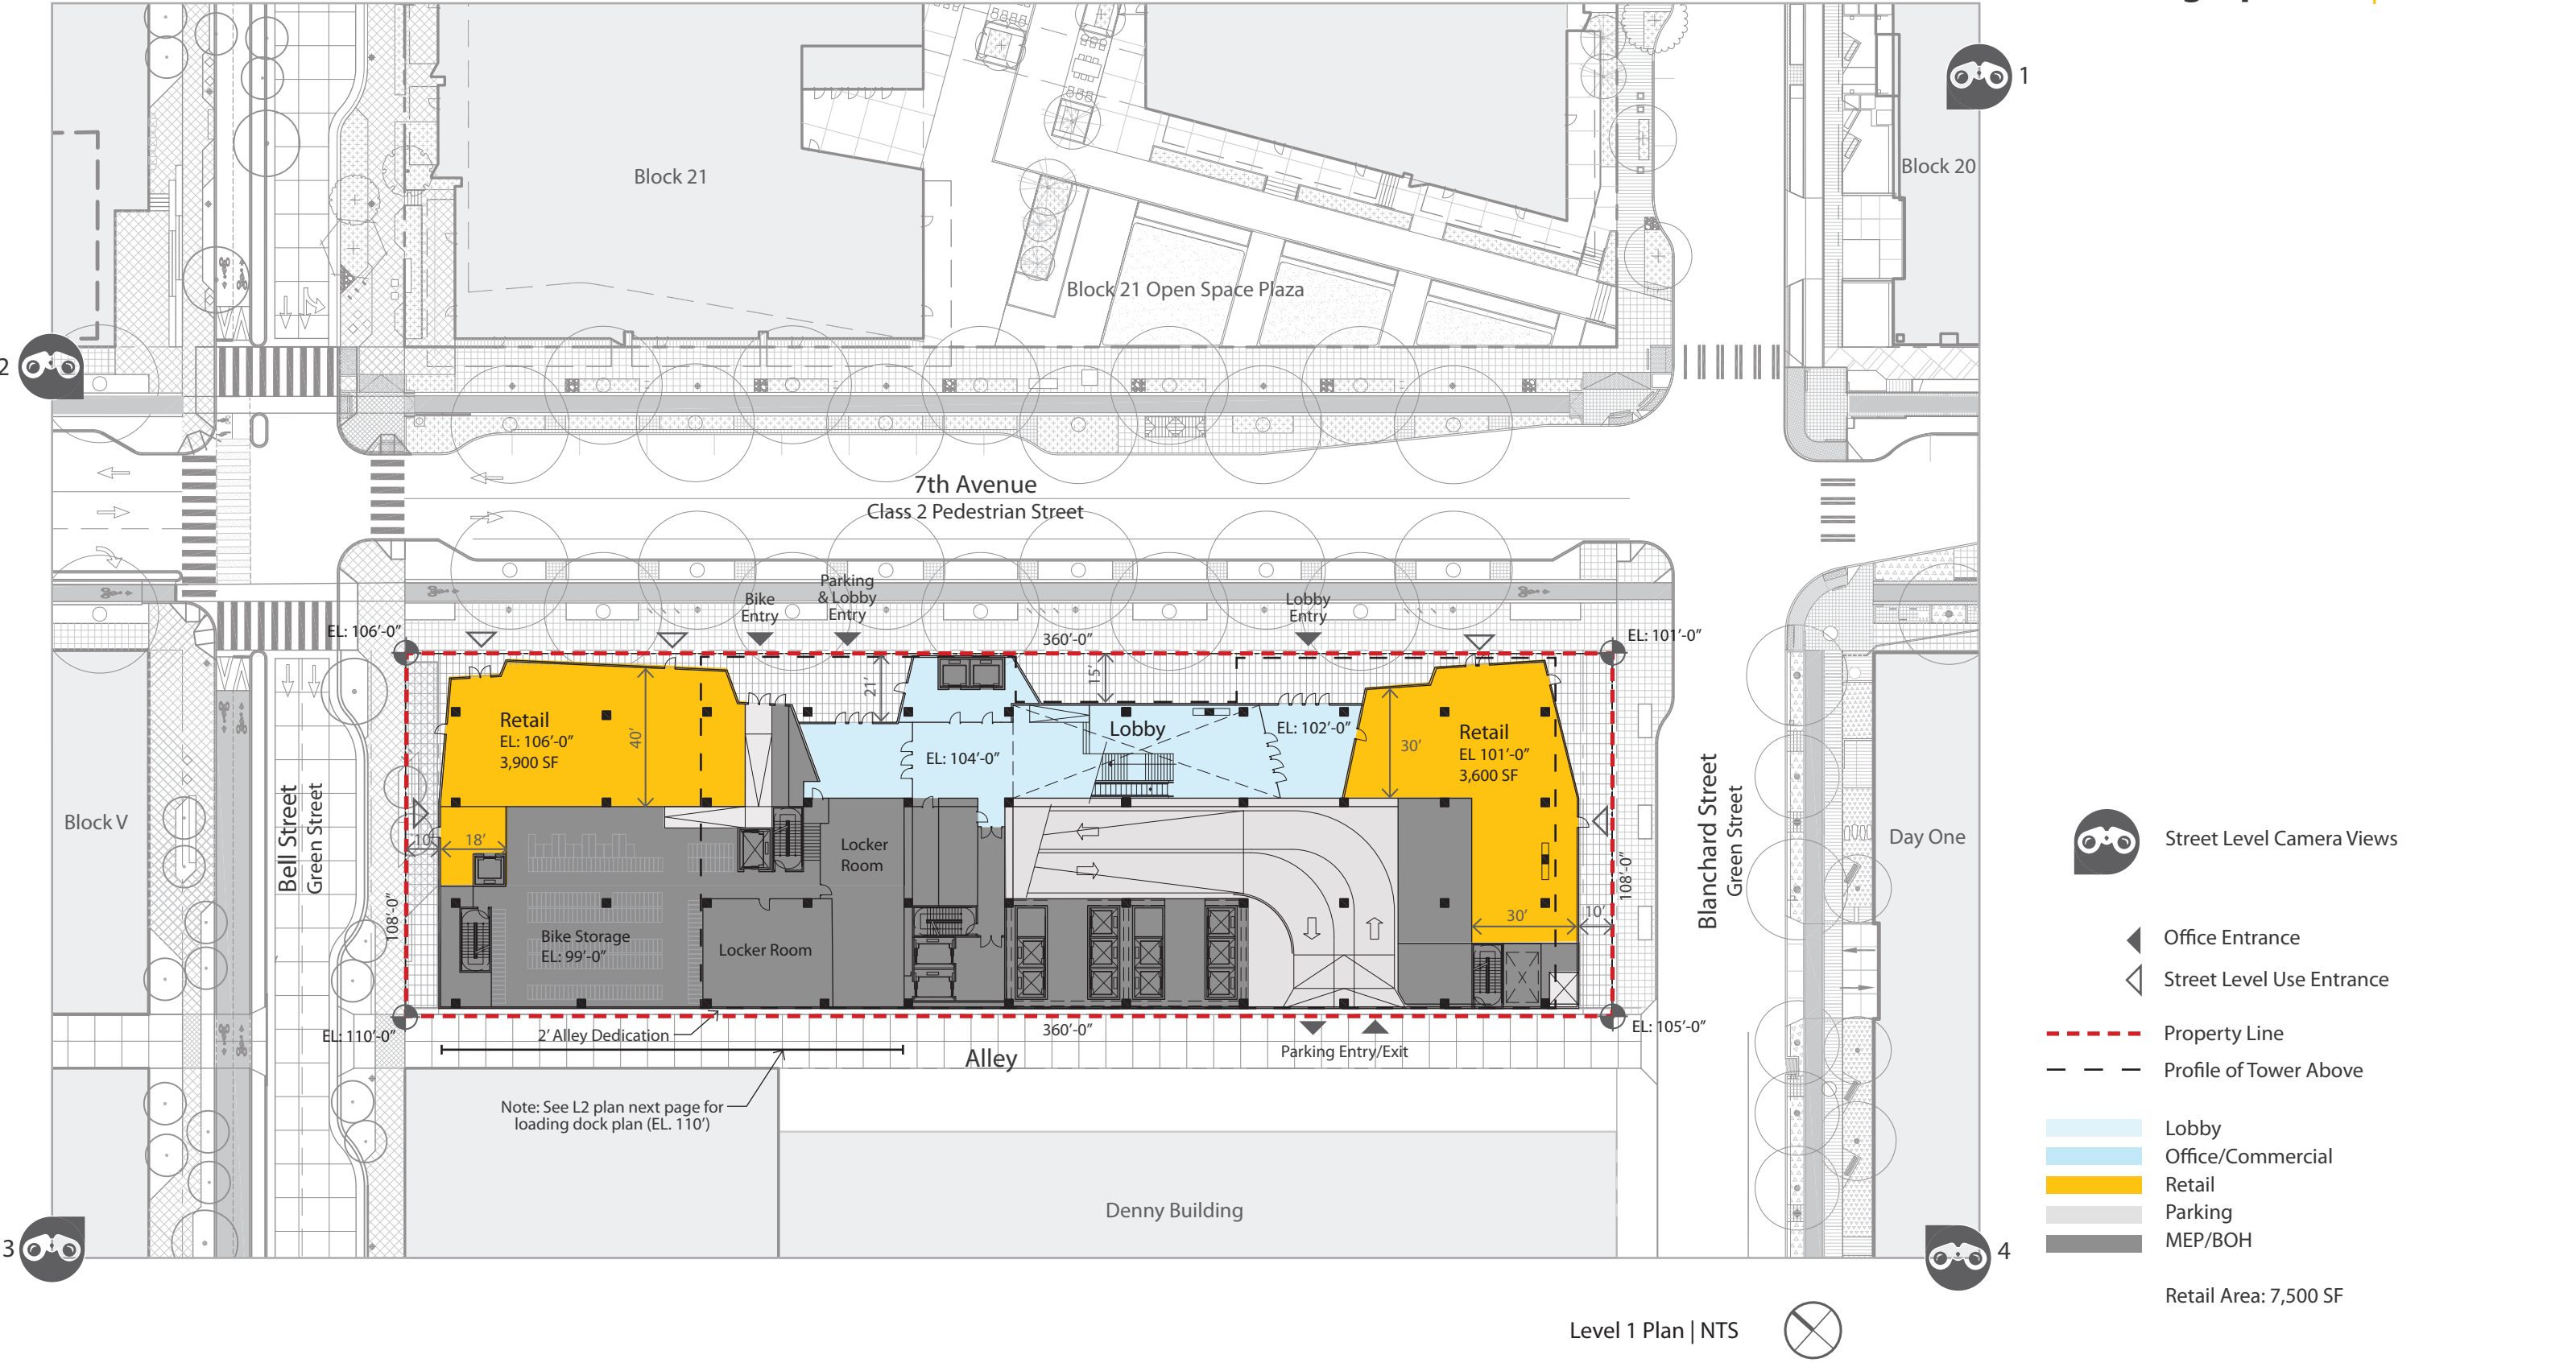 1
Block 20
Block 21
Block 21 Open Space Plaza
2
7th Avenue
Class 2 Pedestrian Street
Bike
Entry
Parking
& Lobby
Entry
Lobby
Entry
EL: 106'-0"
360'-0"
EL: 101'-0"
21'
15'
Retail
EL: 106'-0"
3,900 SF
40'
Lobby
EL: 104'-0"
EL: 102'-0"
30'
Retail
EL 101'-0"
3,600 SF
Block V
Bell Street
Green Street
10'
18'
Locker
Room
Blanchard Street
Green Street
Day One
108'-0"
108'-0"
30'
10'
Bike Storage
EL: 99'-0"
Locker Room
EL: 110'-0"
2' Alley Dedication
360'-0"
Alley
Parking Entry/Exit
EL: 105'-0"
Note: See L2 plan next page for
loading dock plan (EL. 110')
Denny Building
3
4
Street Level Camera Views
Office Entrance
Street Level Use Entrance
Property Line
Profile of Tower Above
Lobby
Office/Commercial
Retail
Parking
MEP/BOH
Retail Area: 7,500 SF
Level 1 Plan | NTS